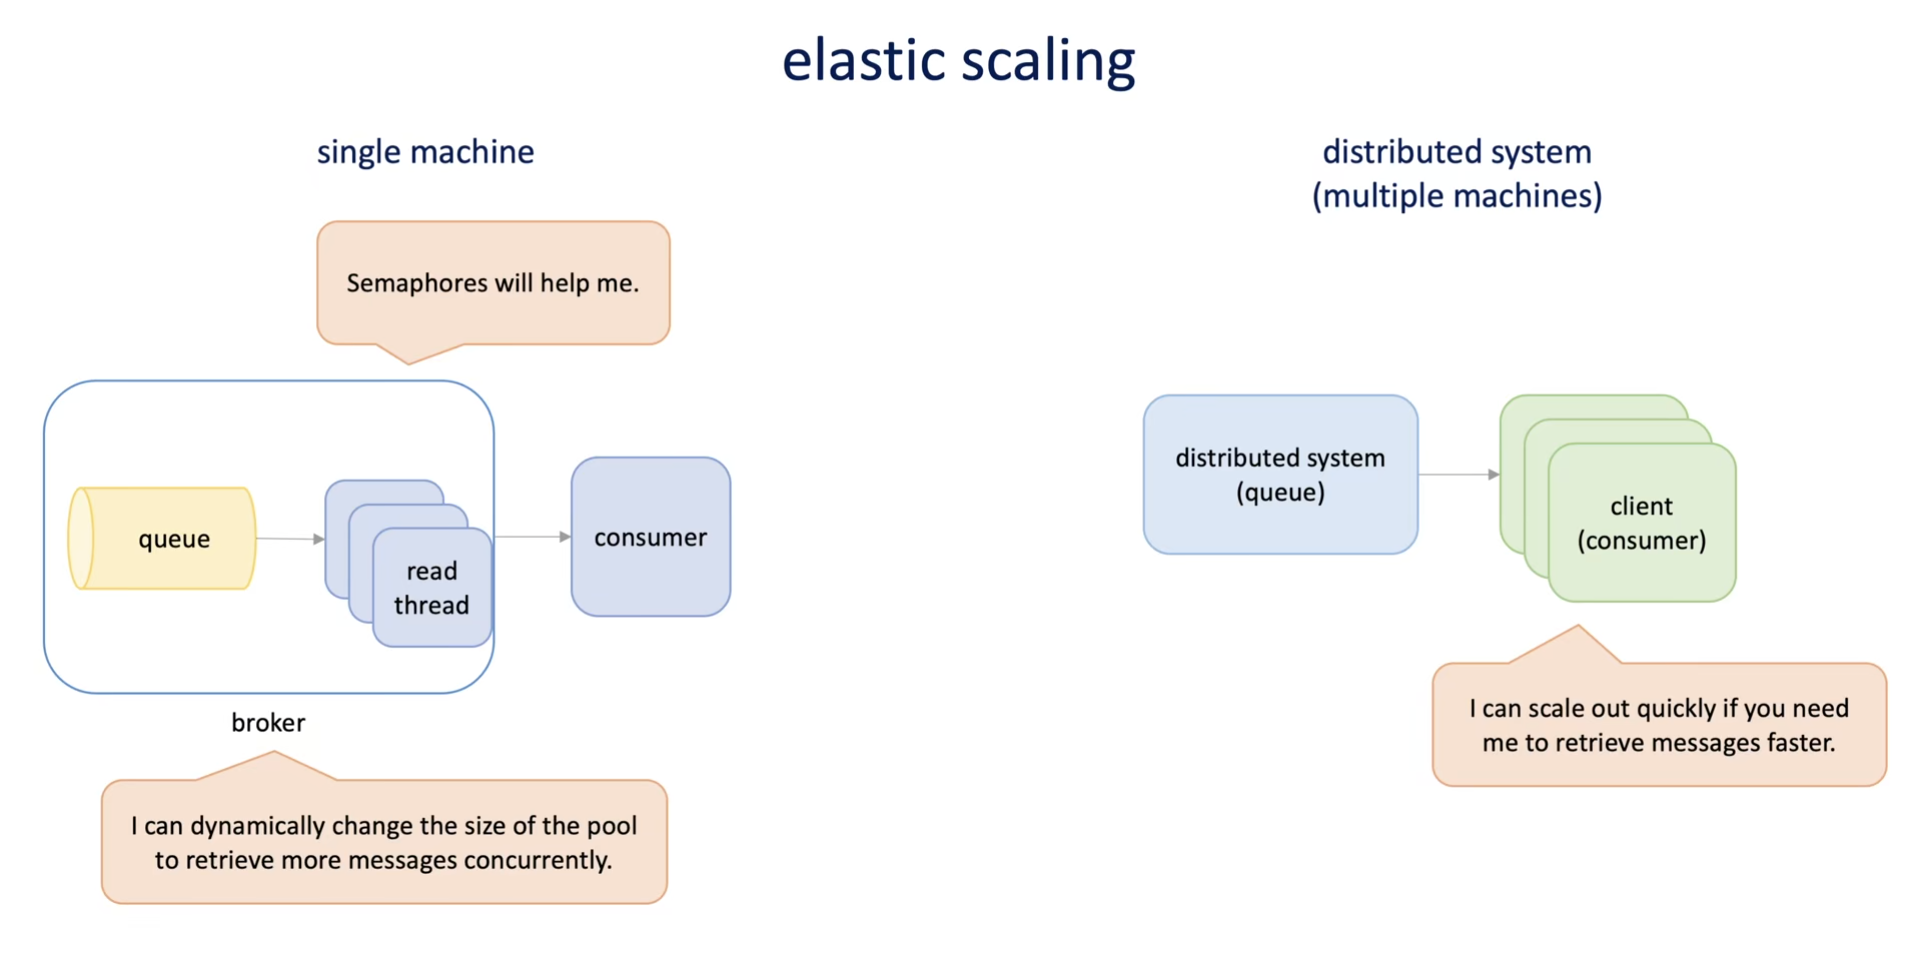 elastic scaling
single machine
Semaphores will help me.
queue
read
thread
consumer
broker
I can dynamically change the size of the pool
to retrieve more messages concurrently.
distributed system
(multiple machines)
distributed system
(queue)
client
(consumer)
I can scale out quickly if you need
me to retrieve messages faster.